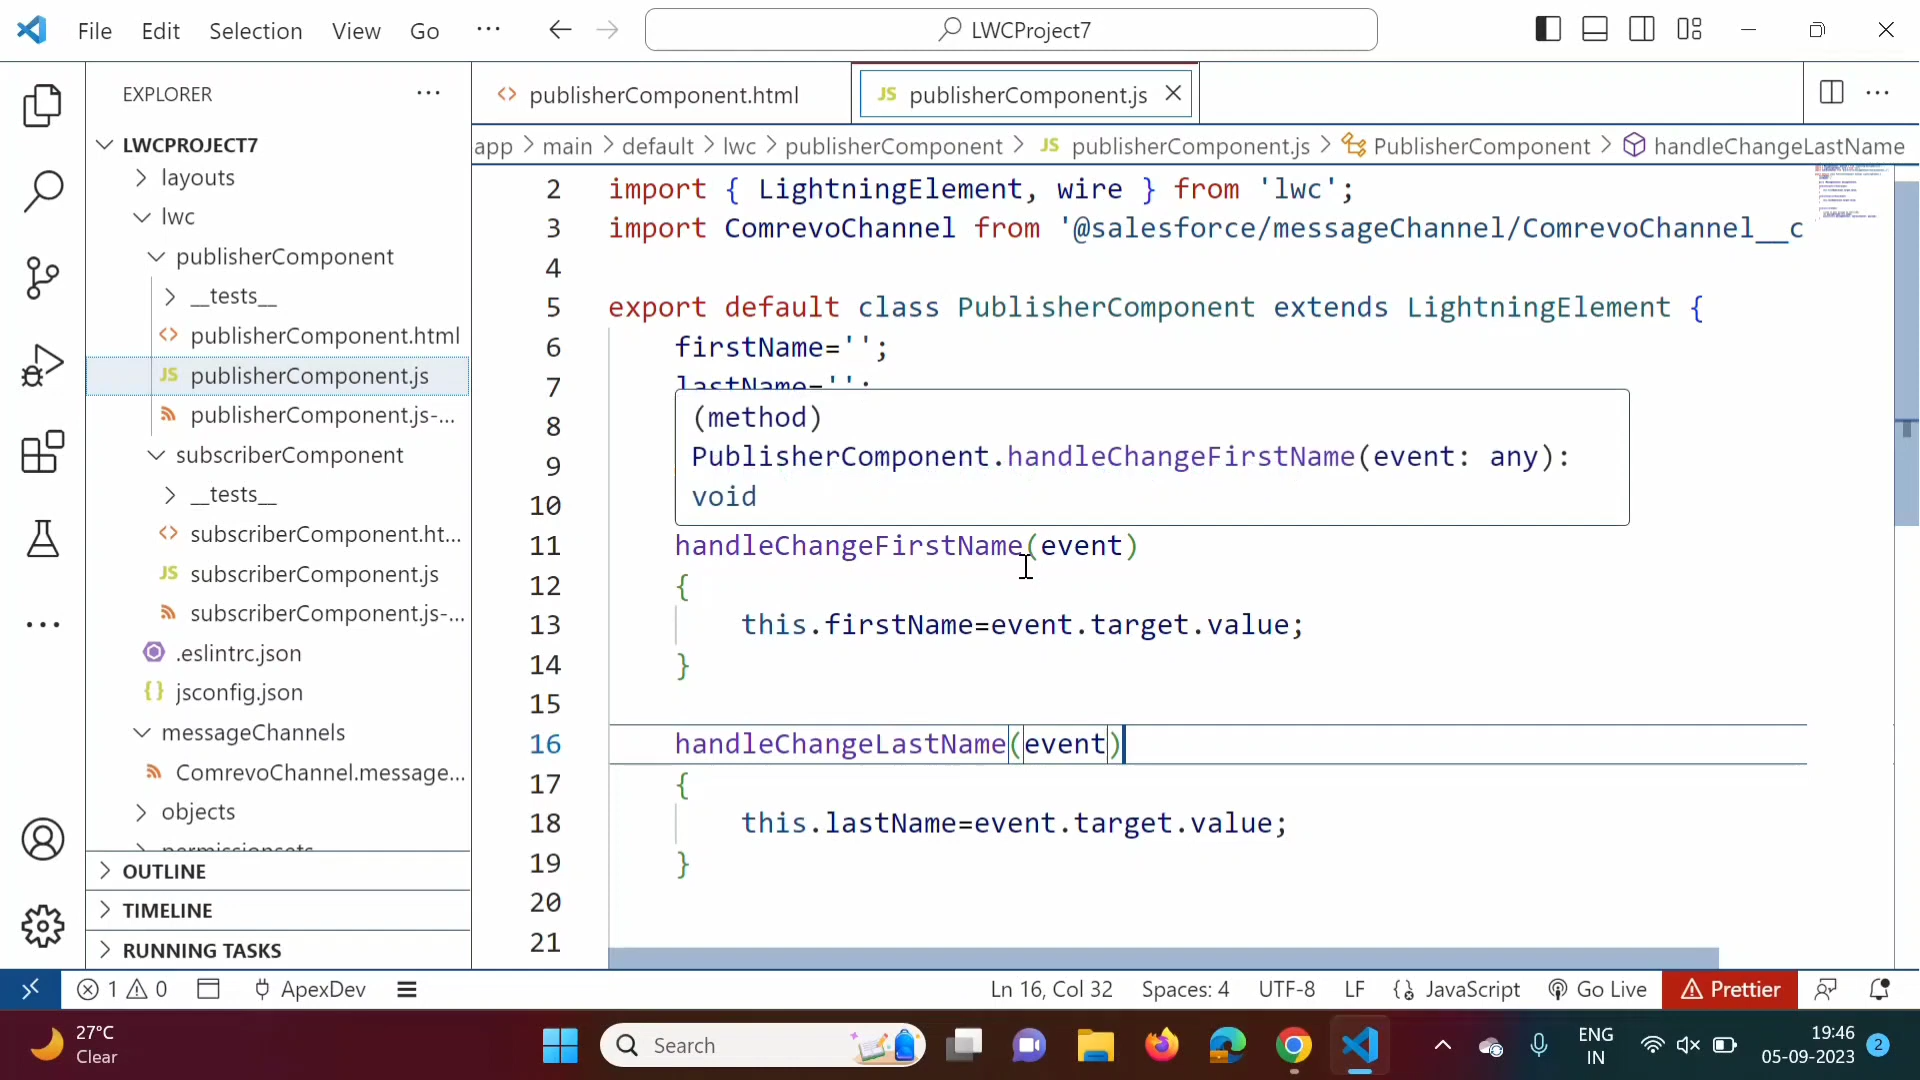 File Edit Selection View Go ··· LWCProject7
EXPLORER ···
LWCPROJECT7
layouts
lwc
publisherComponent
__tests__
publisherComponent.html
JS publisherComponent.js
publisherComponent.js-...
subscriberComponent
__tests__
subscriberComponent.ht...
JS subscriberComponent.js
subscriberComponent.js-...
.eslintrc.json
{} jsconfig.json
messageChannels
ComrevoChannel.message...
objects
permissionsets
OUTLINE
TIMELINE
RUNNING TASKS
<> publisherComponent.html JS publisherComponent.js
app > main > default > lwc > publisherComponent > JS publisherComponent.js > PublisherComponent > handleChangeLastName
2 import { LightningElement, wire } from 'lwc';
3 import ComrevoChannel from '@salesforce/messageChannel/ComrevoChannel__c
4
5 export default class PublisherComponent extends LightningElement {
6 firstName='';
7 lastName='';
8 (method)
9 PublisherComponent.handleChangeFirstName(event: any):
10 void
11 handleChangeFirstName(event)
12 {
13 this.firstName=event.target.value;
14 }
15
16 handleChangeLastName(event)
17 {
18 this.lastName=event.target.value;
19 }
20
21
1 0 ApexDev Ln 16, Col 32 Spaces: 4 UTF-8 LF JavaScript Go Live Prettier
27°C
Clear
Search
ENG
IN
19:46
05-09-2023
2